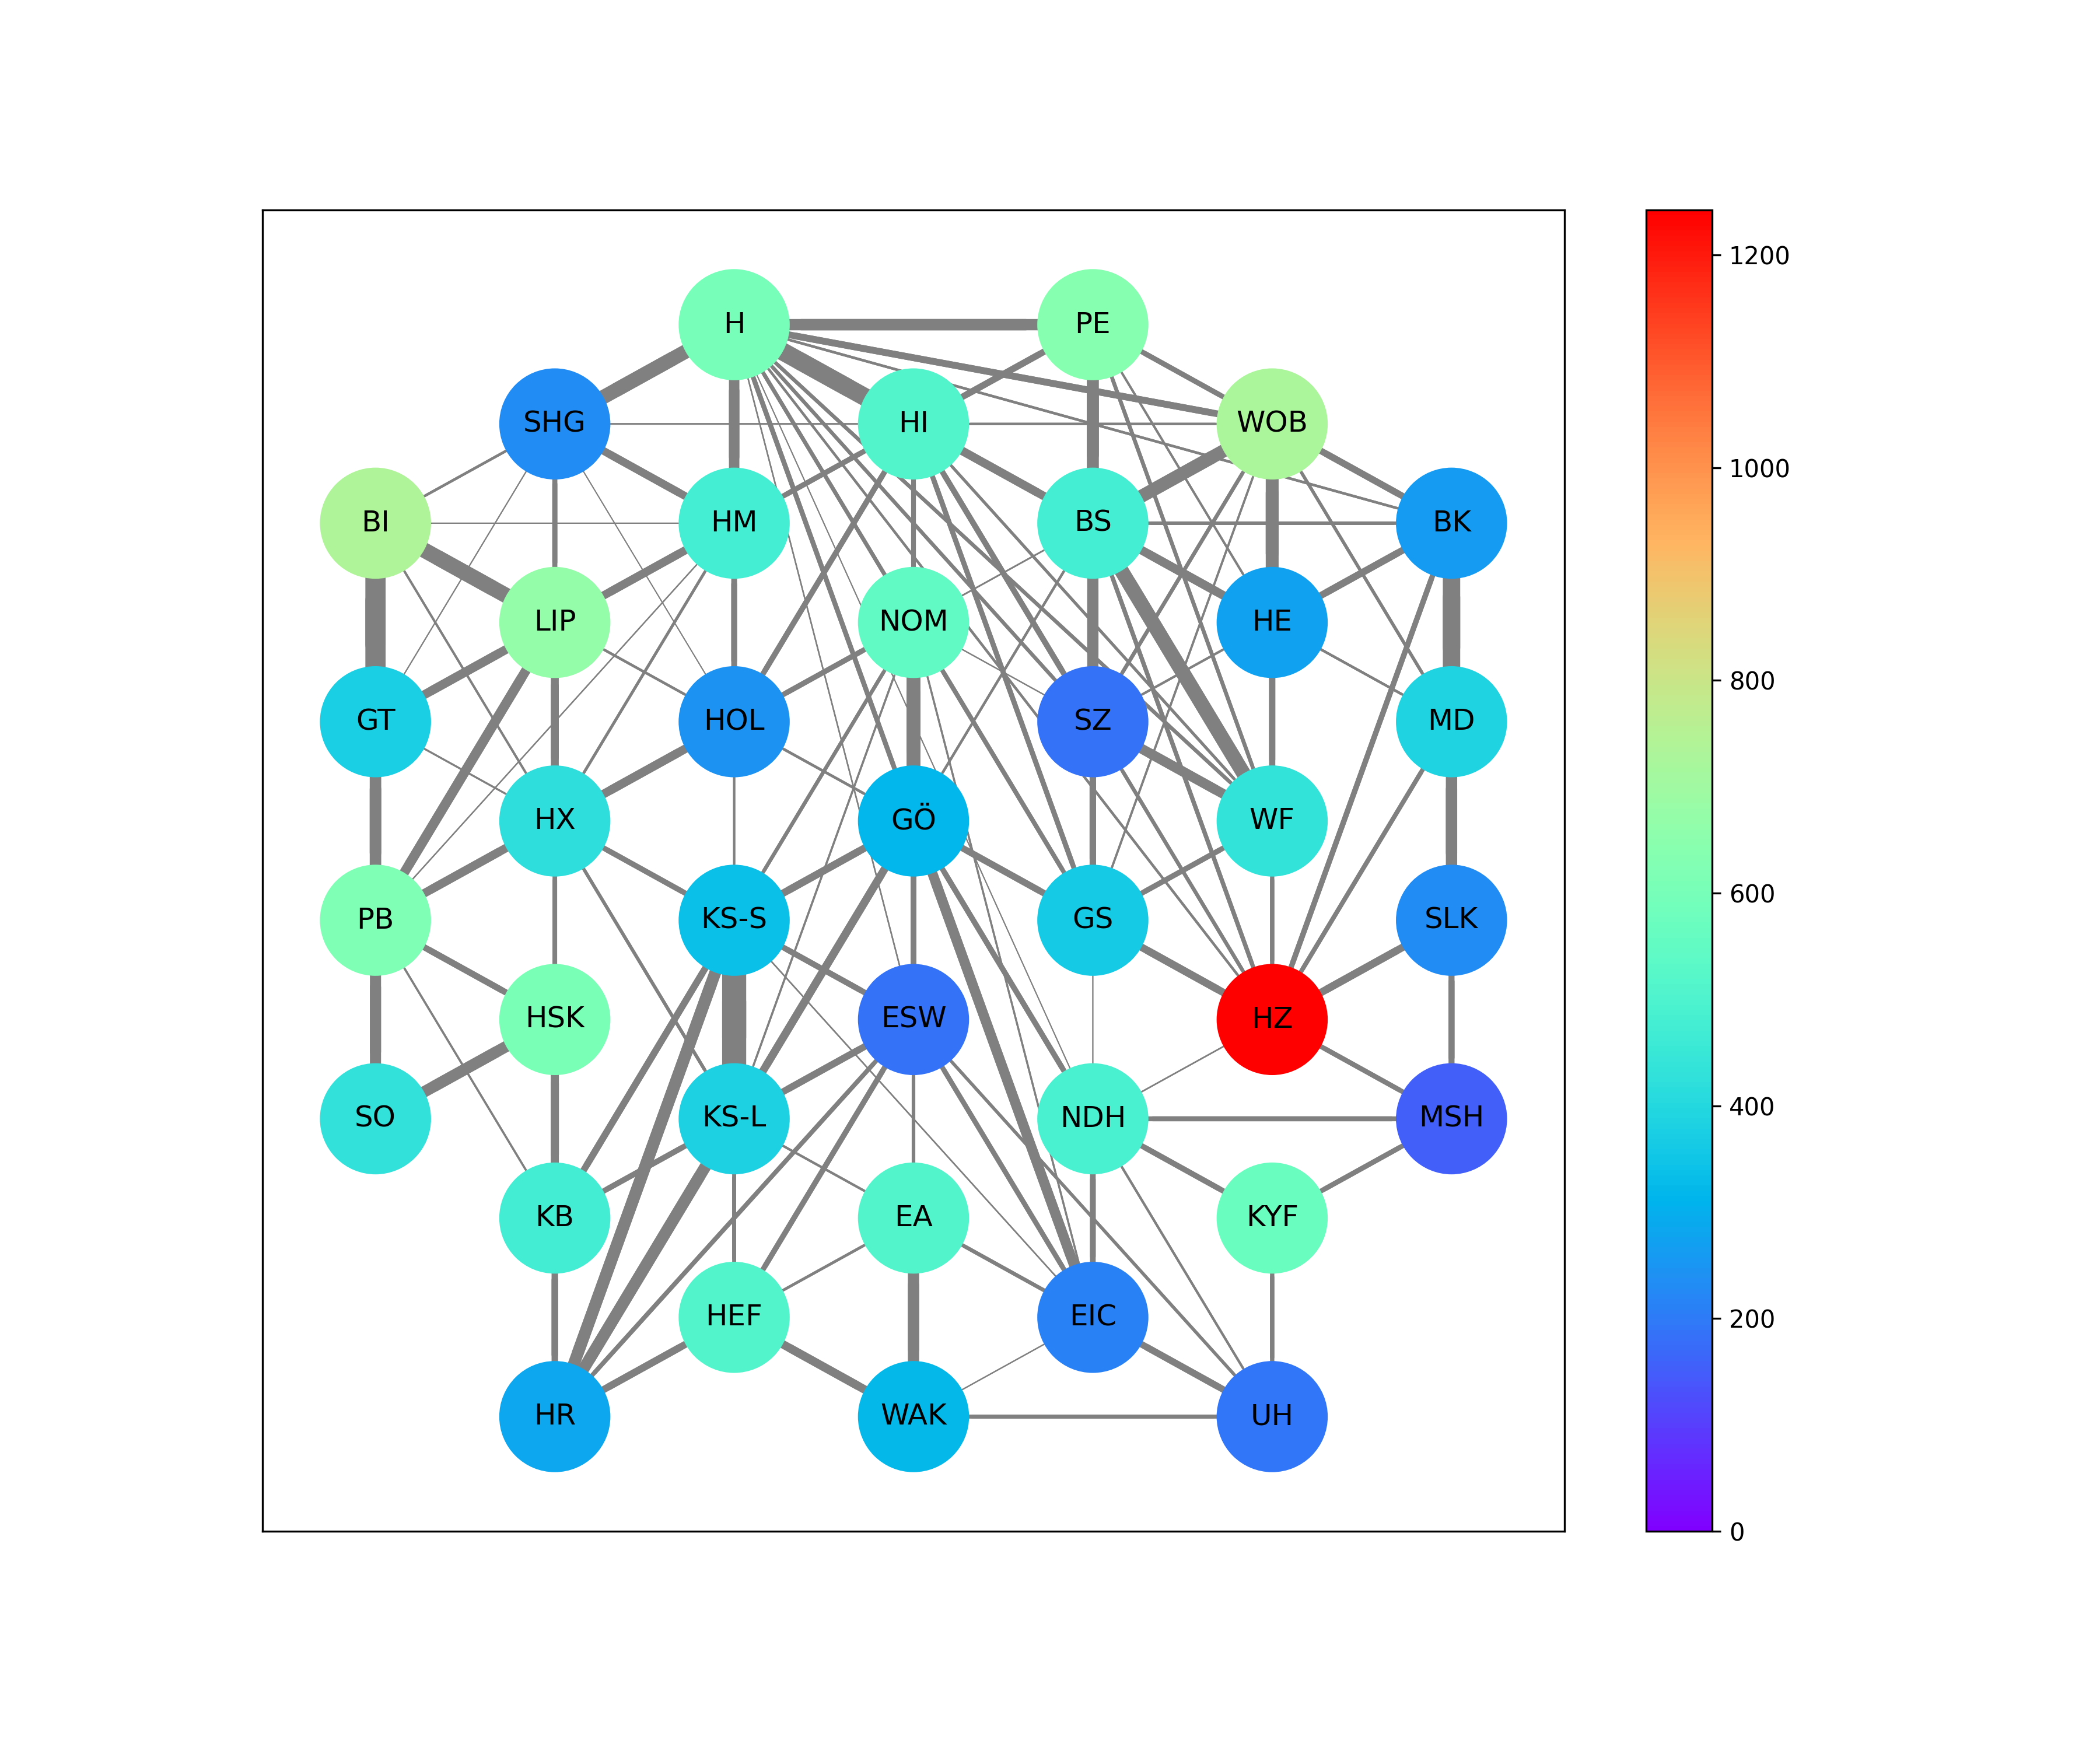 H
PE
SHG
HI
WOB
BI
HM
BS
BK
LIP
NOM
HE
GT
HOL
SZ
MD
HX
GÖ
WF
PB
KS-S
GS
SLK
HSK
ESW
HZ
SO
KS-L
NDH
MSH
KB
EA
KYF
HEF
EIC
HR
WAK
UH
1200
1000
800
600
400
200
0